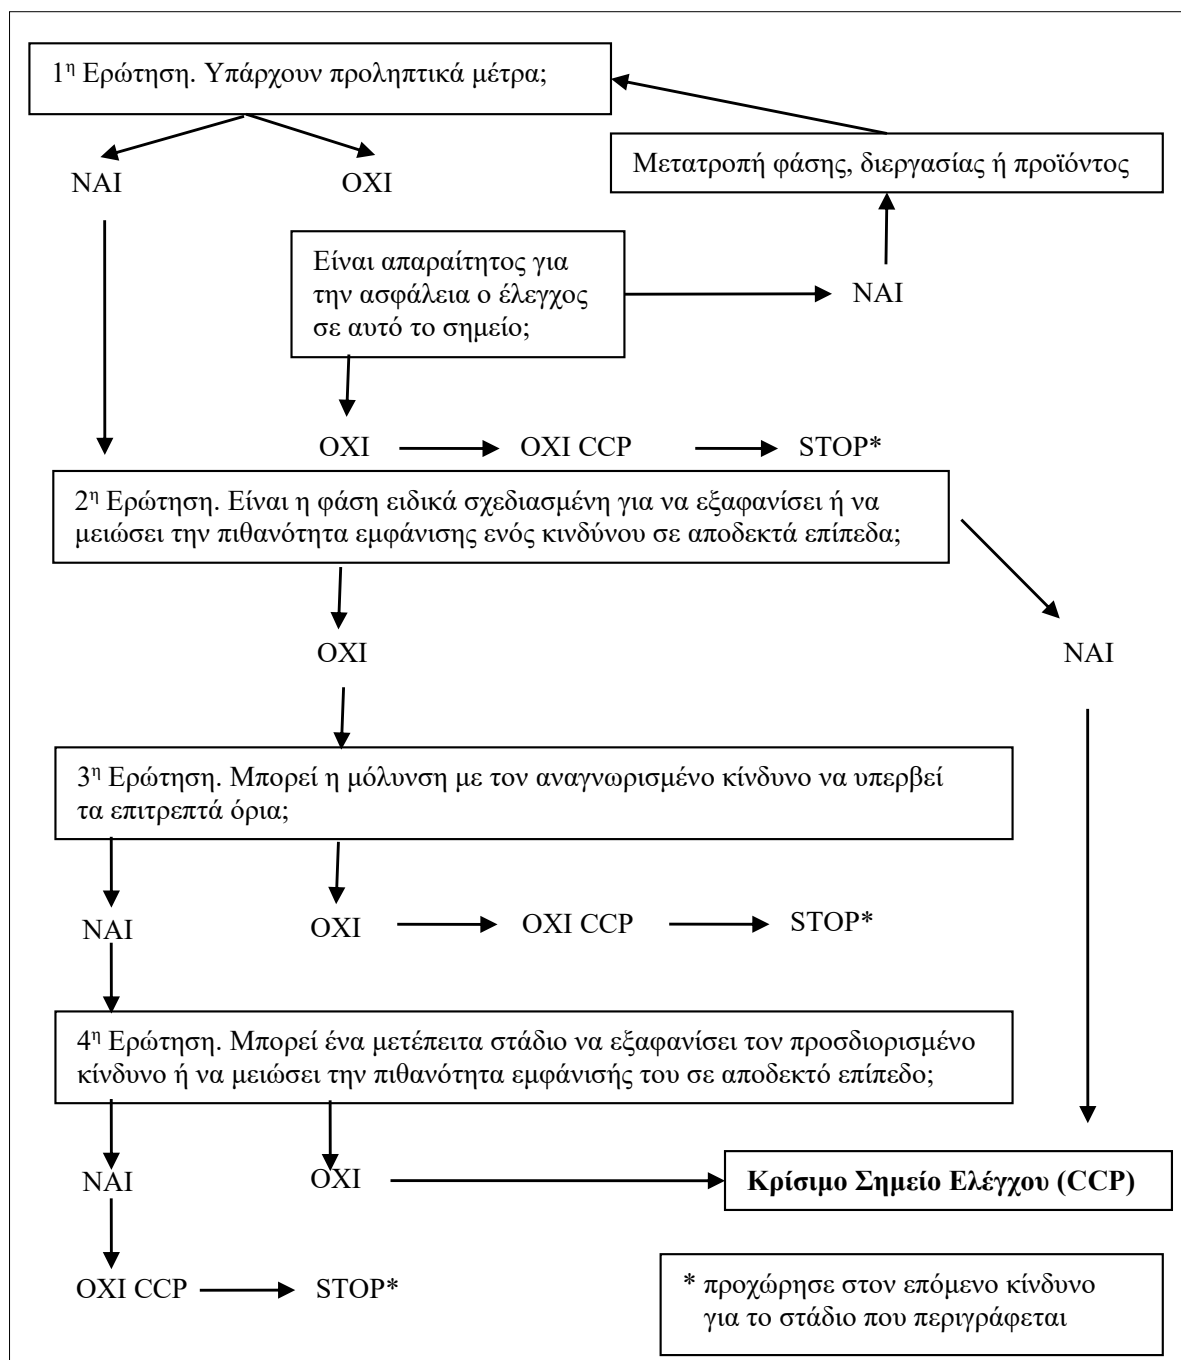 1η Ερώτηση. Υπάρχουν προληπτικά μέτρα;
Μετατροπή φάσης, διεργασίας ή προϊόντος
ΝΑΙ
ΟΧΙ
Είναι απαραίτητος για
την ασφάλεια ο έλεγχος
σε αυτό το σημείο;
ΝΑΙ
ΟΧΙ
ΟΧΙ CCP
STOP*
2η Ερώτηση. Είναι η φάση ειδικά σχεδιασμένη για να εξαφανίσει ή να
μειώσει την πιθανότητα εμφάνισης ενός κινδύνου σε αποδεκτά επίπεδα;
ΟΧΙ
ΝΑΙ
3η Ερώτηση. Μπορεί η μόλυνση με τον αναγνωρισμένο κίνδυνο να υπερβεί
τα επιτρεπτά όρια;
ΝΑΙ
ΟΧΙ
ΟΧΙ CCP
STOP*
4η Ερώτηση. Μπορεί ένα μετέπειτα στάδιο να εξαφανίσει τον προσδιορισμένο
κίνδυνο ή να μειώσει την πιθανότητα εμφάνισής του σε αποδεκτό επίπεδο;
ΝΑΙ
ΟΧΙ
Κρίσιμο Σημείο Ελέγχου (CCP)
ΟΧΙ CCP
STOP*
* προχώρησε στον επόμενο κίνδυνο
για το στάδιο που περιγράφεται